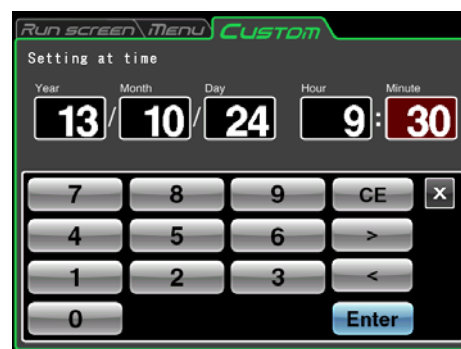 Run screen Menu Custom
Setting at time
Year Month Day Hour Minute
13/10/24 9:30
7 8 9 CE X
4 5 6 >
1 2 3 <
0 Enter